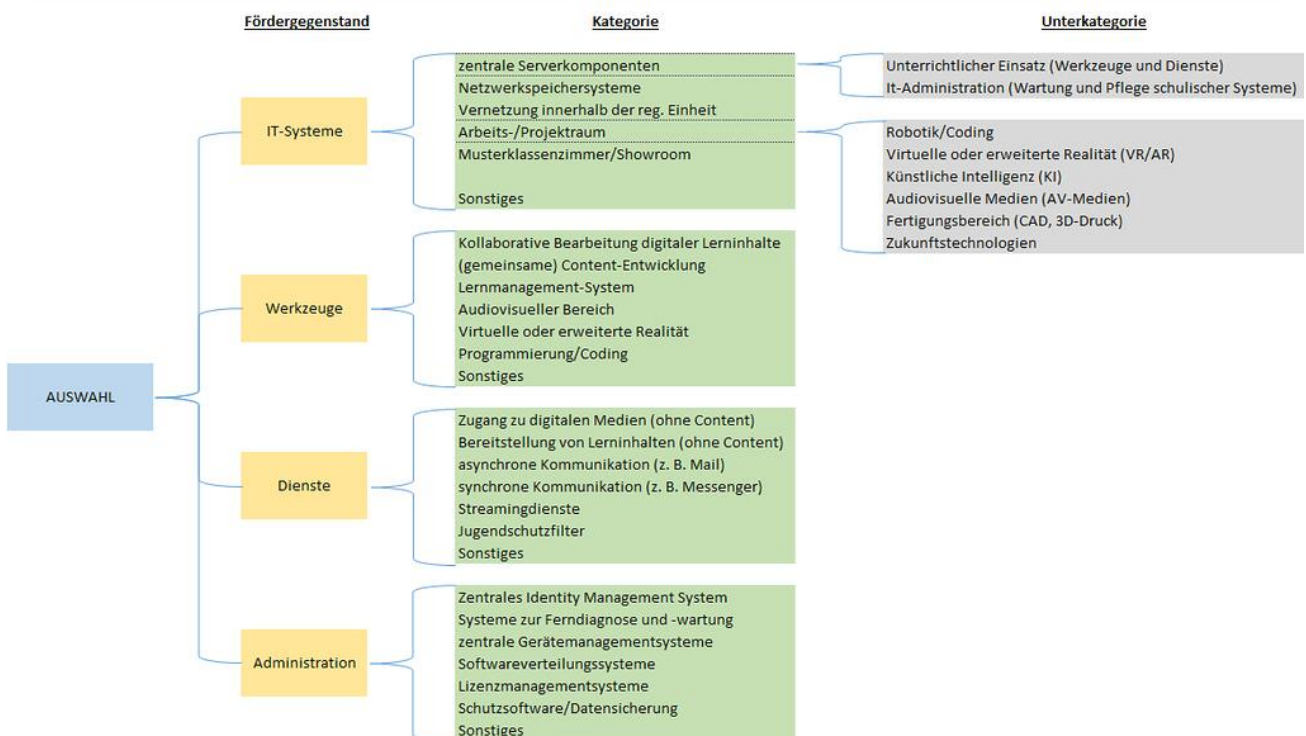 Fördergegenstand
Kategorie
Unterkategorie
AUSWAHL
IT-Systeme
zentrale Serverkomponenten
Netzwerkspeichersysteme
Vernetzung innerhalb der reg. Einheit
Arbeits-/Projektraum
Musterklassenzimmer/Showroom
Sonstiges
Unterrichtlicher Einsatz (Werkzeuge und Dienste)
It-Administration (Wartung und Pflege schulischer Systeme)
Robotik/Coding
Virtuelle oder erweiterte Realität (VR/AR)
Künstliche Intelligenz (KI)
Audiovisuelle Medien (AV-Medien)
Fertigungsbereich (CAD, 3D-Druck)
Zukunftstechnologien
Werkzeuge
Kollaborative Bearbeitung digitaler Lerninhalte
(gemeinsame) Content-Entwicklung
Lernmanagement-System
Audiovisueller Bereich
Virtuelle oder erweiterte Realität
Programmierung/Coding
Sonstiges
Dienste
Zugang zu digitalen Medien (ohne Content)
Bereitstellung von Lerninhalten (ohne Content)
asynchrone Kommunikation (z. B. Mail)
synchrone Kommunikation (z. B. Messenger)
Streamingdienste
Jugendschutzfilter
Sonstiges
Administration
Zentrales Identity Management System
Systeme zur Ferndiagnose und -wartung
zentrale Gerätemanagementsysteme
Softwareverteilungssysteme
Lizenzmanagementsysteme
Schutzsoftware/Datensicherung
Sonstiges